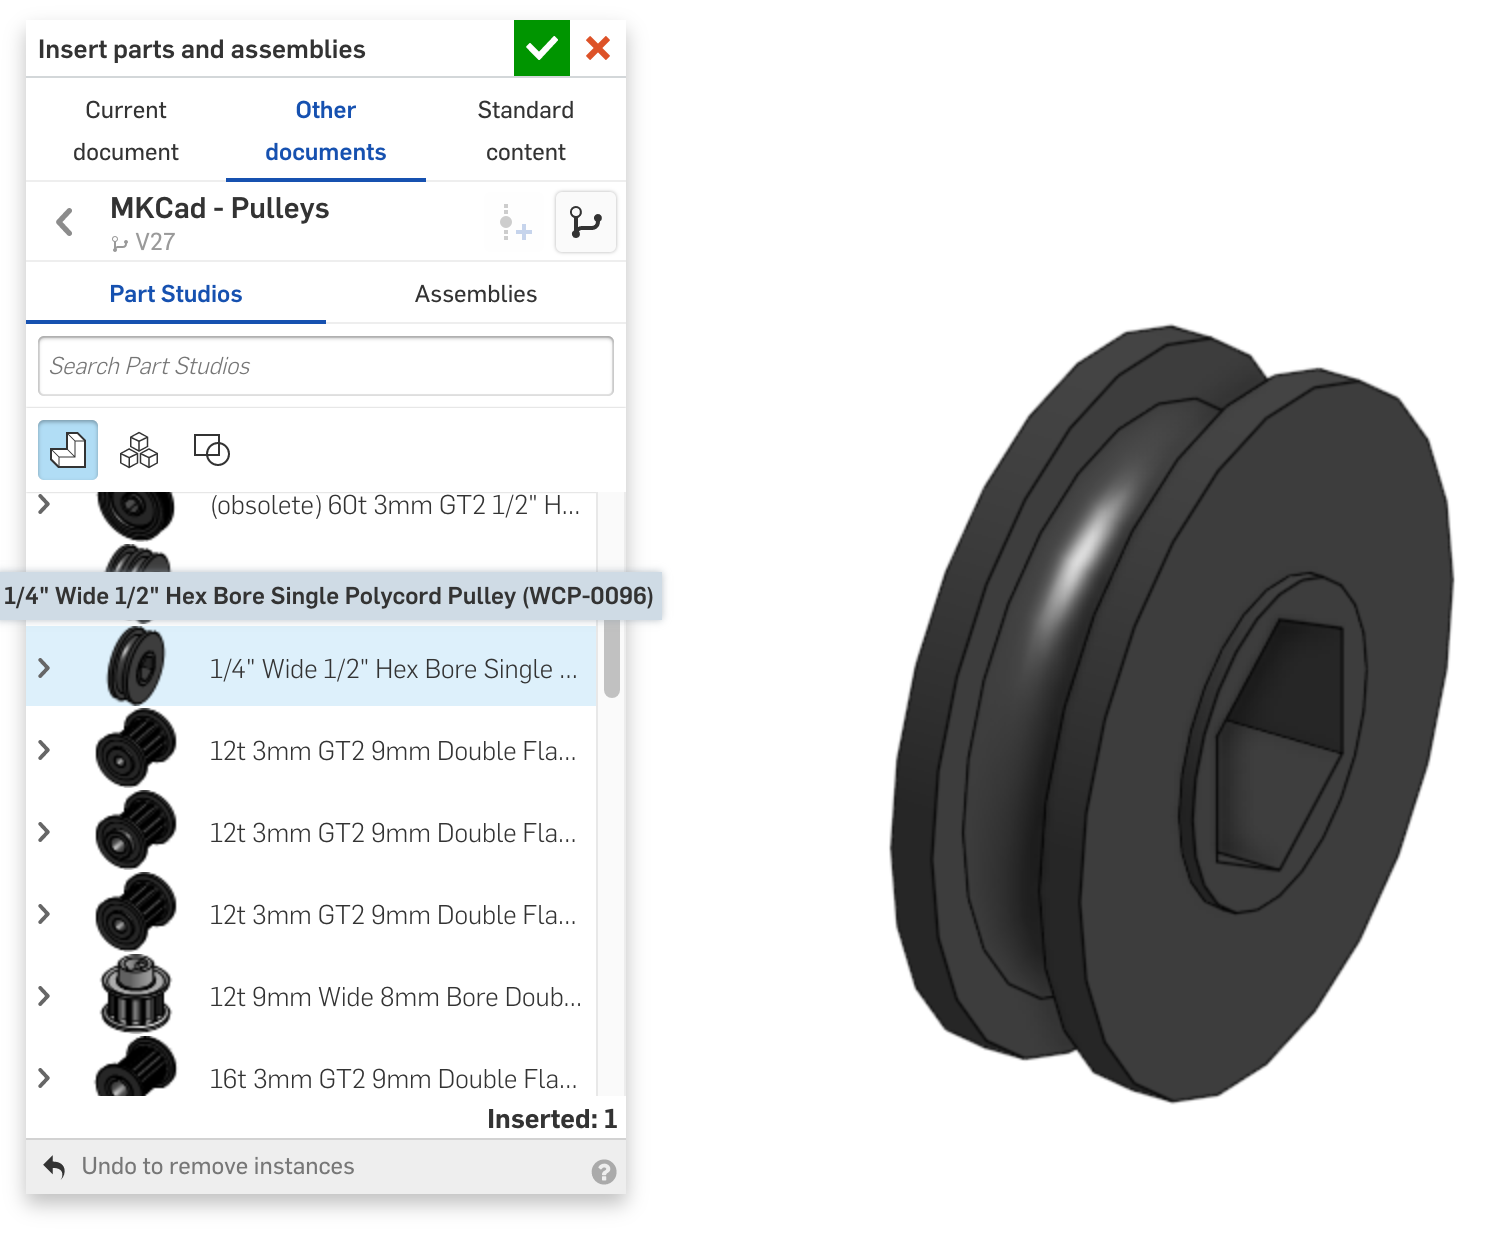 Insert parts and assemblies
Current document
Other documents
Standard content
MKCad - Pulleys
V27
Part Studios
Assemblies
Search Part Studios
(obsolete) 60t 3mm GT2 1/2" H...
1/4" Wide 1/2" Hex Bore Single Polycord Pulley (WCP-0096)
1/4" Wide 1/2" Hex Bore Single ...
12t 3mm GT2 9mm Double Fla...
12t 3mm GT2 9mm Double Fla...
12t 3mm GT2 9mm Double Fla...
12t 9mm Wide 8mm Bore Doub...
16t 3mm GT2 9mm Double Fla...
Inserted: 1
Undo to remove instances
?